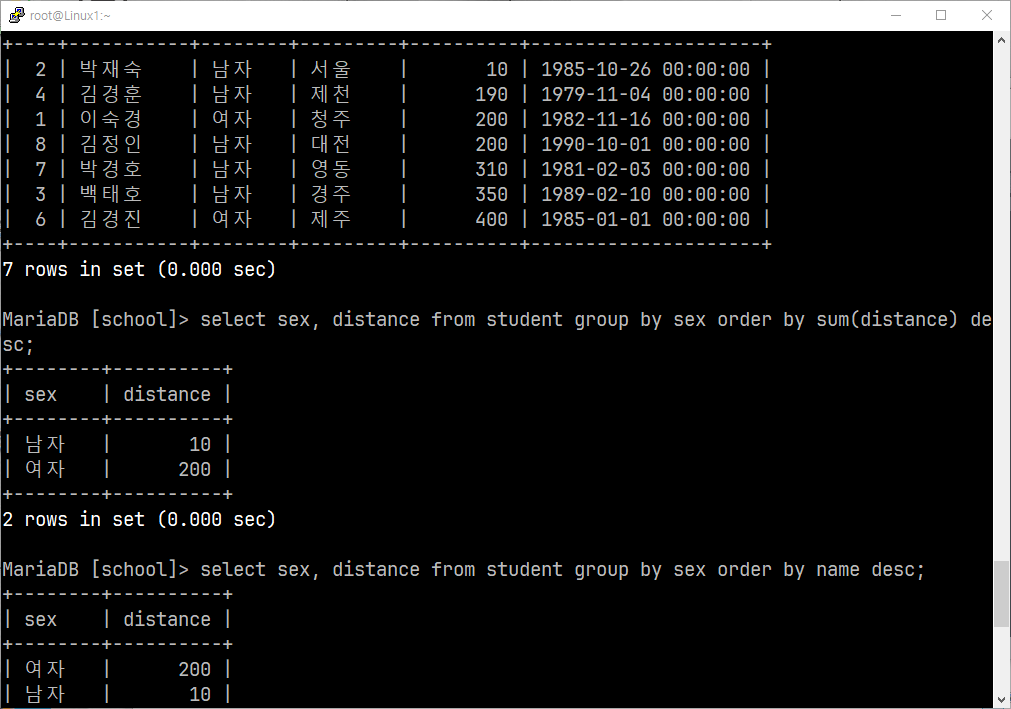 root@Linux1:~
+----+-----------+--------+---------+----------+---------------------+
|  2 | 박재숙    | 남자   | 서울    |       10 | 1985-10-26 00:00:00 |
|  4 | 김경훈    | 남자   | 제천    |      190 | 1979-11-04 00:00:00 |
|  1 | 이숙경    | 여자   | 청주    |      200 | 1982-11-16 00:00:00 |
|  8 | 김정인    | 남자   | 대전    |      200 | 1990-10-01 00:00:00 |
|  7 | 박경호    | 남자   | 영동    |      310 | 1981-02-03 00:00:00 |
|  3 | 백태호    | 남자   | 경주    |      350 | 1989-02-10 00:00:00 |
|  6 | 김경진    | 여자   | 제주    |      400 | 1985-01-01 00:00:00 |
+----+-----------+--------+---------+----------+---------------------+
7 rows in set (0.000 sec)

MariaDB [school]> select sex, distance from student group by sex order by sum(distance) de
sc;
+--------+----------+
| sex    | distance |
+--------+----------+
| 남자   |       10 |
| 여자   |      200 |
+--------+----------+
2 rows in set (0.000 sec)

MariaDB [school]> select sex, distance from student group by sex order by name desc;
+--------+----------+
| sex    | distance |
+--------+----------+
| 여자   |      200 |
| 남자   |       10 |